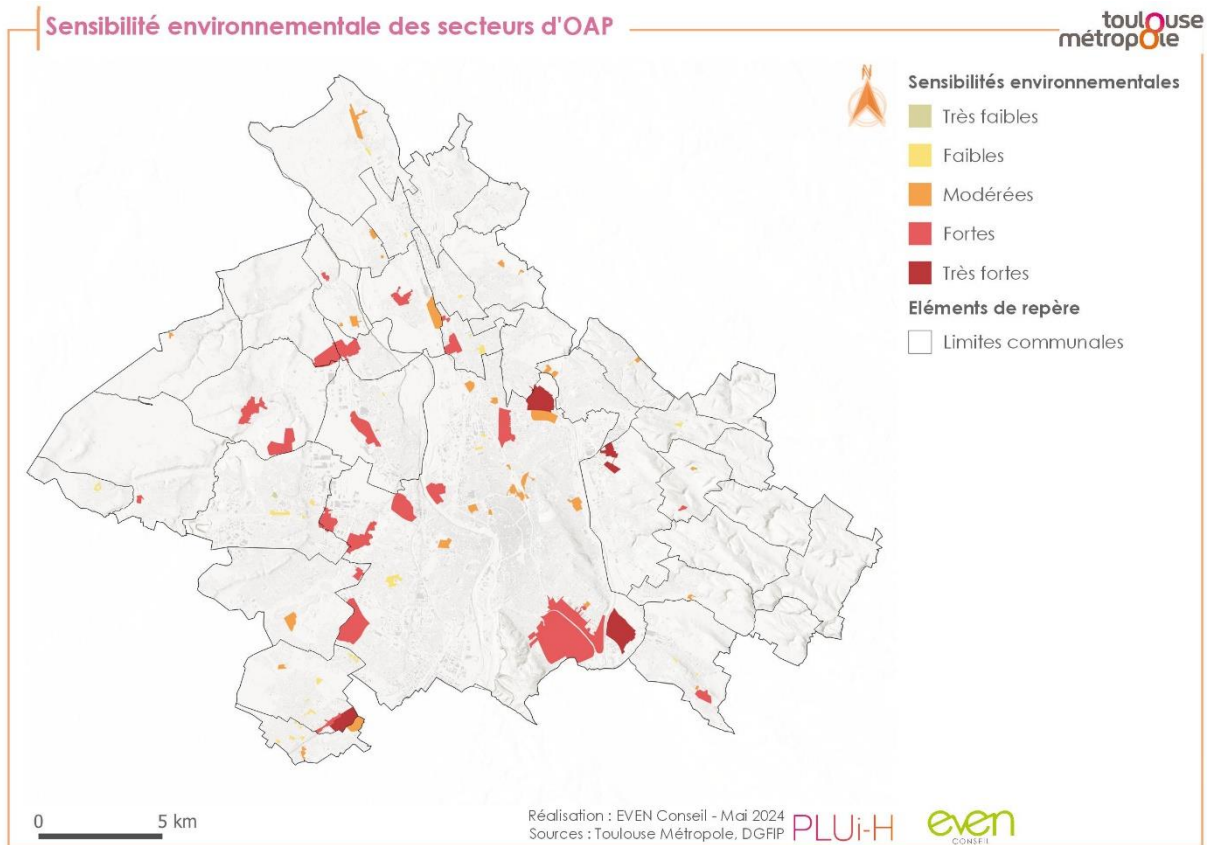 Sensibilité environnementale des secteurs d'OAP
toulouse
métropole
N
Sensibilités environnementales
Très faibles
Faibles
Modérées
Fortes
Très fortes
Eléments de repère
Limites communales
0 5 km
Réalisation : EVEN Conseil - Mai 2024
Sources : Toulouse Métropole, DGFIP
PLUi-H
even
CONSEIL